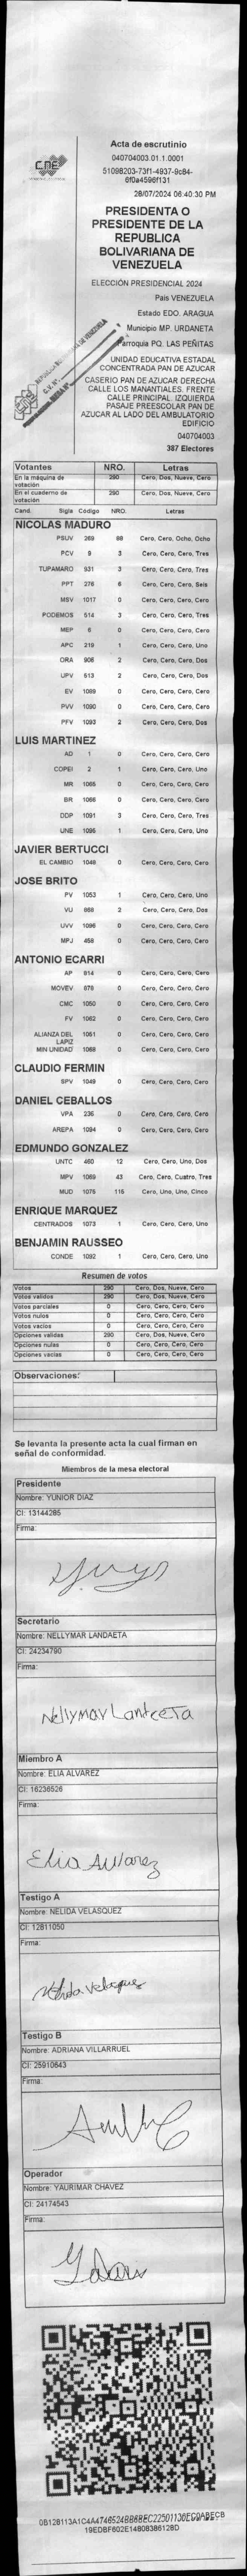 CNE
Acta de escrutinio
040704003.01.1.0001
51098203-73f1-4937-9c84-
6f0a4596f131
28/07/2024 06:40:30 PM
PRESIDENTA O
PRESIDENTE DE LA
REPUBLICA
BOLIVARIANA DE
VENEZUELA
ELECCIÓN PRESIDENCIAL 2024
País VENEZUELA
Estado EDO. ARAGUA
Municipio MP. URDANETA
Parroquia PQ. LAS PEÑITAS
UNIDAD EDUCATIVA ESTADAL
CONCENTRADA PAN DE AZUCAR
CASERIO PAN DE AZUCAR DERECHA
CALLE LOS MANANTIALES. FRENTE
CALLE PRINCIPAL. IZQUIERDA
PASAJE PREESCOLAR PAN DE
AZUCAR AL LADO DEL AMBULATORIO
EDIFICIO
040704003
387 Electores
Votantes NRO. Letras
En la máquina de votación 290 Cero, Dos, Nueve, Cero
En el cuaderno de votación 290 Cero, Dos, Nueve, Cero
Cand. Sigla Código NRO. Letras
NICOLAS MADURO
PSUV 269 88 Cero, Cero, Ocho, Ocho
PCV 9 3 Cero, Cero, Cero, Tres
TUPAMARO 931 3 Cero, Cero, Cero, Tres
PPT 276 6 Cero, Cero, Cero, Seis
MSV 1017 0 Cero, Cero, Cero, Cero
PODEMOS 514 3 Cero, Cero, Cero, Tres
MEP 6 0 Cero, Cero, Cero, Cero
APC 219 1 Cero, Cero, Cero, Uno
ORA 906 2 Cero, Cero, Cero, Dos
UPV 613 2 Cero, Cero, Cero, Dos
EV 1089 0 Cero, Cero, Cero, Cero
PVV 1090 0 Cero, Cero, Cero, Cero
PFV 1093 2 Cero, Cero, Cero, Dos
LUIS MARTINEZ
AD 1 0 Cero, Cero, Cero, Cero
COPEI 2 1 Cero, Cero, Cero, Uno
MR 1065 0 Cero, Cero, Cero, Cero
BR 1066 0 Cero, Cero, Cero, Cero
DDP 1091 3 Cero, Cero, Cero, Tres
UNE 1095 1 Cero, Cero, Cero, Uno
JAVIER BERTUCCI
EL CAMBIO 1048 0 Cero, Cero, Cero, Cero
JOSE BRITO
PV 1053 1 Cero, Cero, Cero, Uno
VU 868 2 Cero, Cero, Cero, Dos
UVV 1096 0 Cero, Cero, Cero, Cero
MPJ 458 0 Cero, Cero, Cero, Cero
ANTONIO ECARRI
AP 814 0 Cero, Cero, Cero, Cero
MOVEV 878 0 Cero, Cero, Cero, Cero
CMC 1050 0 Cero, Cero, Cero, Cero
FV 1062 0 Cero, Cero, Cero, Cero
ALIANZA DEL LAPIZ 1051 0 Cero, Cero, Cero, Cero
MIN UNIDAD 1068 0 Cero, Cero, Cero, Cero
CLAUDIO FERMIN
SPV 1049 0 Cero, Cero, Cero, Cero
DANIEL CEBALLOS
VPA 236 0 Cero, Cero, Cero, Cero
AREPA 1094 0 Cero, Cero, Cero, Cero
EDMUNDO GONZALEZ
UNTC 460 12 Cero, Cero, Uno, Dos
MPV 1069 43 Cero, Cero, Cuatro, Tres
MUD 1075 115 Cero, Uno, Uno, Cinco
ENRIQUE MARQUEZ
CENTRADOS 1073 1 Cero, Cero, Cero, Uno
BENJAMIN RAUSSEO
CONDE 1092 1 Cero, Cero, Cero, Uno
Resumen de votos
Votos 290 Cero, Dos, Nueve, Cero
Votos validos 290 Cero, Dos, Nueve, Cero
Votos parciales 0 Cero, Cero, Cero, Cero
Votos nulos 0 Cero, Cero, Cero, Cero
Votos vacíos 0 Cero, Cero, Cero, Cero
Opciones validas 290 Cero, Dos, Nueve, Cero
Opciones nulas 0 Cero, Cero, Cero, Cero
Opciones vacías 0 Cero, Cero, Cero, Cero
Observaciones:
Se levanta la presente acta la cual firman en
señal de conformidad.
Miembros de la mesa electoral
Presidente
Nombre: YUNIOR DIAZ
CI: 13144285
Firma:
Secretario
Nombre: NELLYMAR LANDAETA
CI: 24234790
Firma:
Nellymar Landaeta
Miembro A
Nombre: ELIA ALVAREZ
CI: 16236526
Firma:
Elia Alvarez
Testigo A
Nombre: NELIDA VELASQUEZ
CI: 12811050
Firma:
Nelida Velasquez
Testigo B
Nombre: ADRIANA VILLARRUEL
CI: 25910643
Firma:
Operador
Nombre: YAURIMAR CHAVEZ
CI: 24174543
Firma: